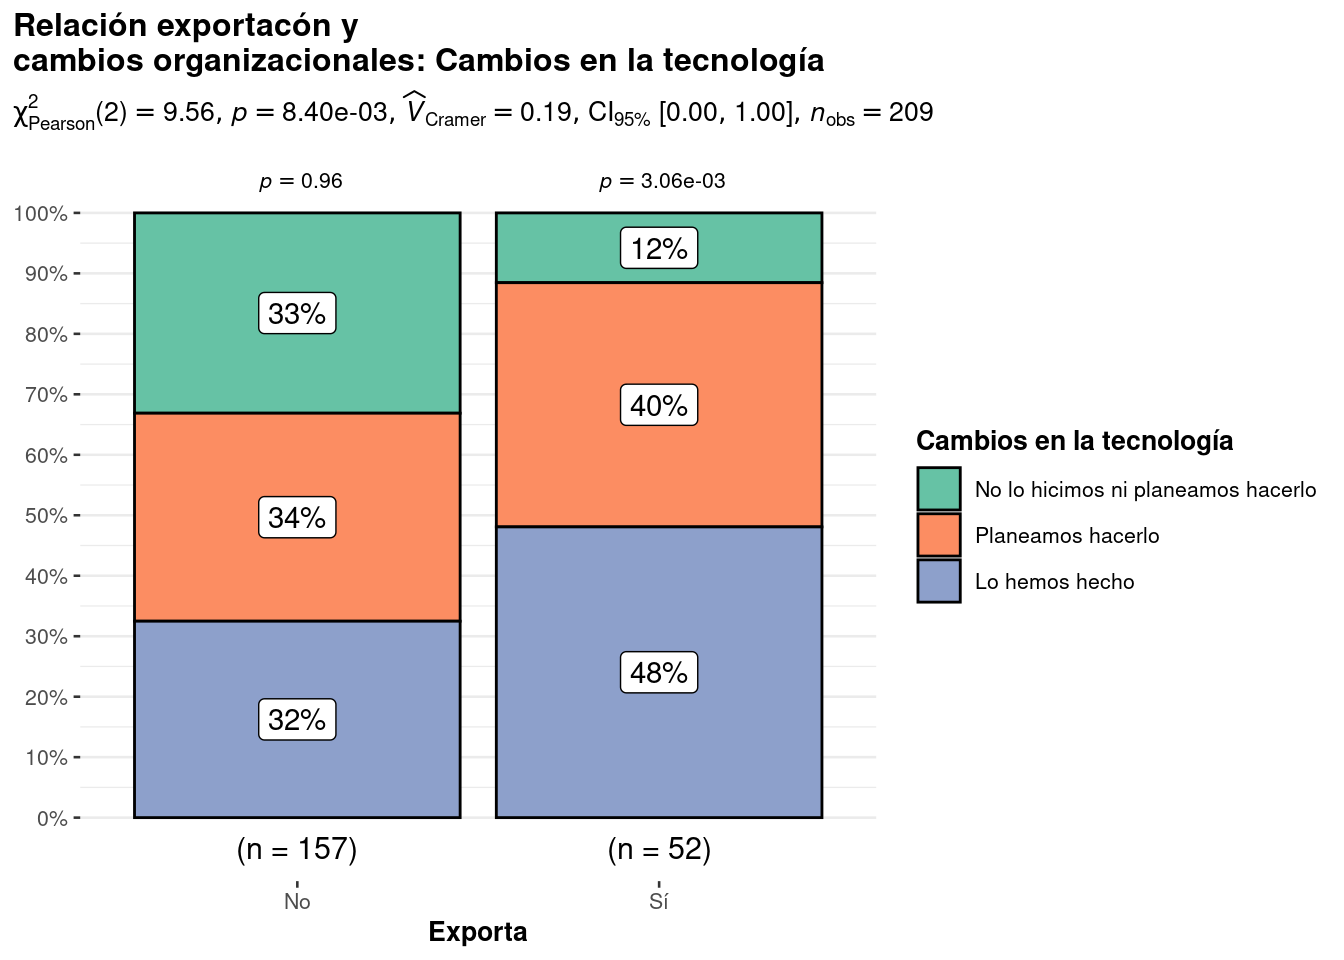 Relación exportacón y
cambios organizacionales: Cambios en la tecnología
χ²Pearson(2) = 9.56, p = 8.40e-03, V̂Cramer = 0.19, CI95% [0.00, 1.00], nobs = 209
p = 0.96 p = 3.06e-03
100%
90%
80%
70%
60%
50%
40%
30%
20%
10%
0%
33%
34%
32%
12%
40%
48%
(n = 157) (n = 52)
No Sí
Exporta
Cambios en la tecnología
No lo hicimos ni planeamos hacerlo
Planeamos hacerlo
Lo hemos hecho